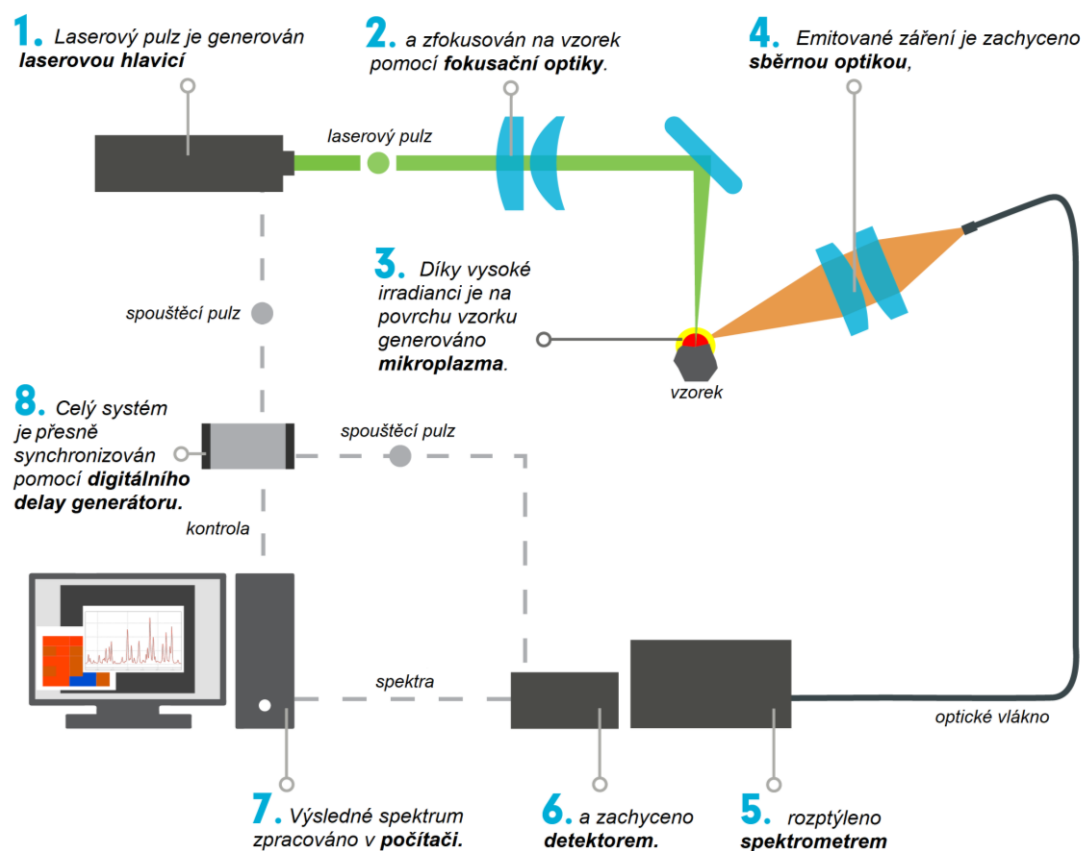 1. Laserový pulz je generován
laserovou hlavicí
2. a zfokusován na vzorek
pomocí fokusační optiky.
4. Emitované záření je zachyceno
sběrnou optikou,
laserový pulz
3. Díky vysoké
irradianci je na
povrchu vzorku
generováno
mikroplazma.
spouštěcí pulz
vzorek
8. Celý systém
je přesně
synchronizován
pomocí digitálního
delay generátoru.
spouštěcí pulz
kontrola
spektra
optické vlákno
7. Výsledné spektrum
zpracováno v počítači.
6. a zachyceno
detektorem.
5. rozptýleno
spektrometrem